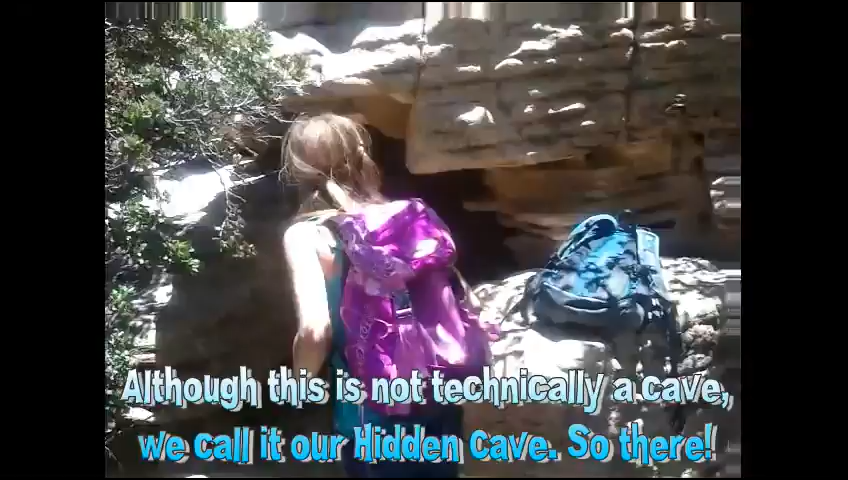 Although this is not technically a cave,
we call it our Hidden Cave. So there!